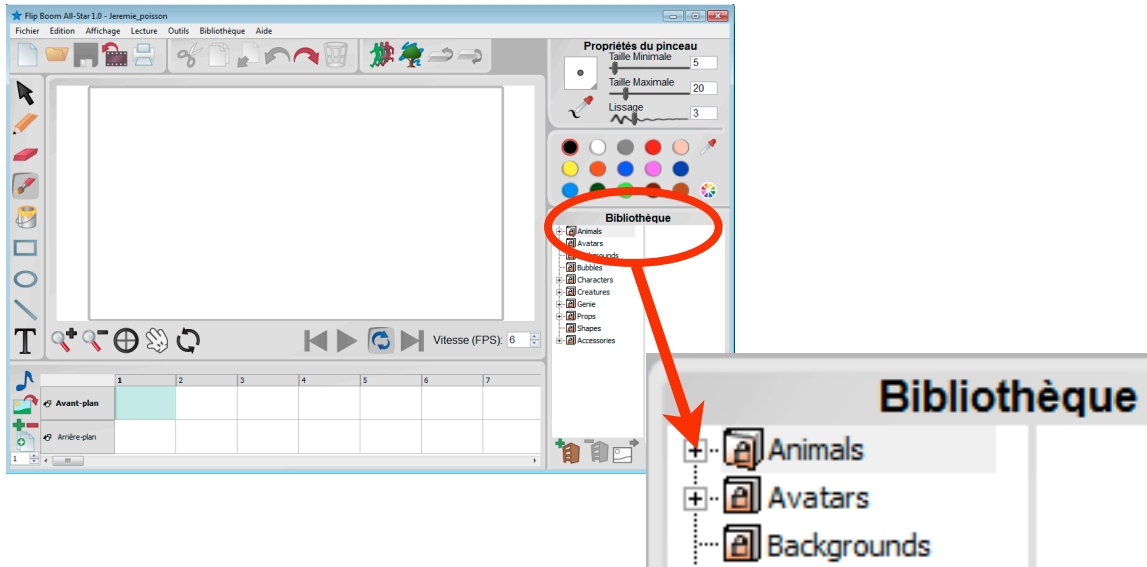 Flip Boom All-Star 1.0 - Jeremie_poisson
Fichier Edition Affichage Lecture Outils Bibliothèque Aide
Propriétés du pinceau
Taille Minimale 5
Taille Maximale 20
Lissage 3
Bibliothèque
Animals
Avatars
Backgrounds
Bubbles
Characters
Creatures
Genie
Props
Shapes
Accessories
T
Vitesse (FPS): 6
1 2 3 4 5 6 7
Avant-plan
Arrière-plan
1
Bibliothèque
Animals
Avatars
Backgrounds